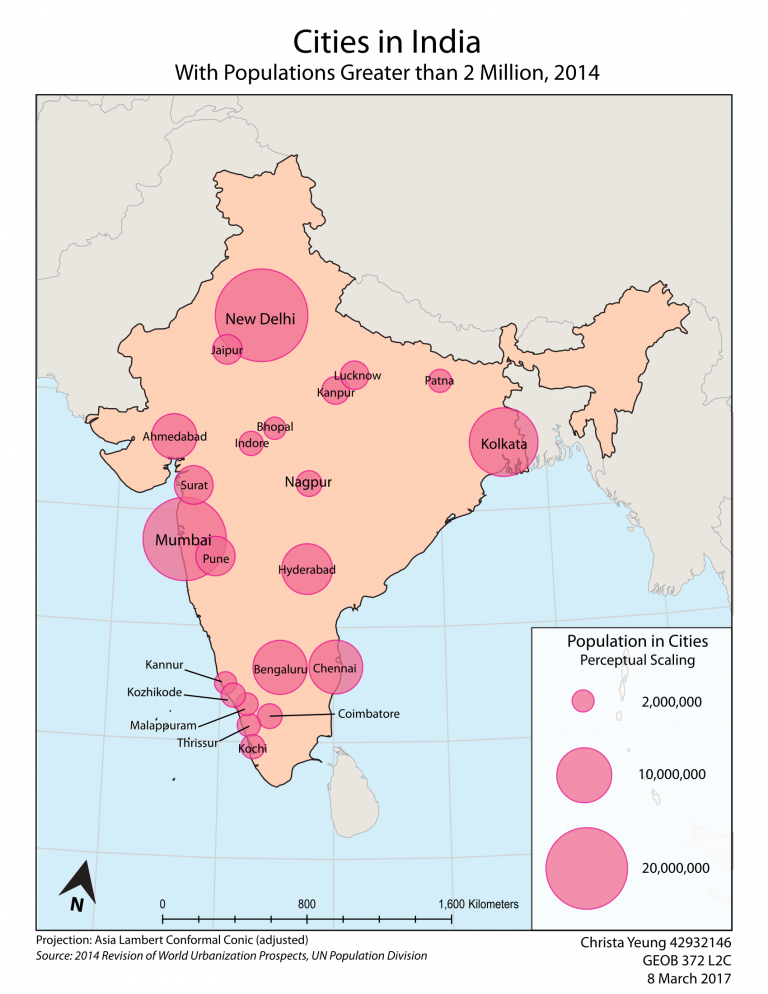 Cities in India
With Populations Greater than 2 Million, 2014
New Delhi
Jaipur
Lucknow
Kanpur
Patna
Ahmedabad
Bhopal
Indore
Kolkata
Surat
Nagpur
Mumbai
Pune
Hyderabad
Bengaluru
Chennai
Kannur
Kozhikode
Malappuram
Coimbatore
Thrissur
Kochi
Population in Cities
Perceptual Scaling
2,000,000
10,000,000
20,000,000
N
0 800 1,600 Kilometers
Projection: Asia Lambert Conformal Conic (adjusted)
Source: 2014 Revision of World Urbanization Prospects, UN Population Division
Christa Yeung 42932146
GEOB 372 L2C
8 March 2017